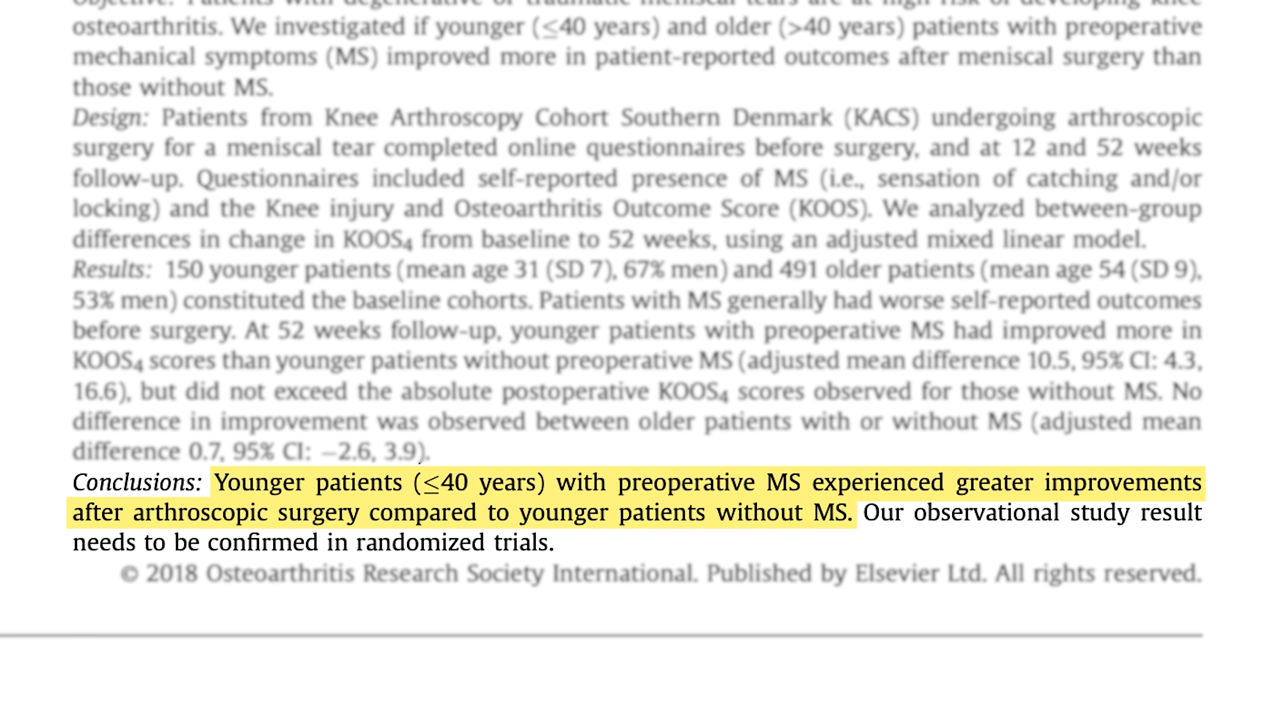 Objective: Patients with degenerative or traumatic meniscal tears are at high risk of developing knee
osteoarthritis. We investigated if younger (≤40 years) and older (>40 years) patients with preoperative
mechanical symptoms (MS) improved more in patient-reported outcomes after meniscal surgery than
those without MS.
Design: Patients from Knee Arthroscopy Cohort Southern Denmark (KACS) undergoing arthroscopic
surgery for a meniscal tear completed online questionnaires before surgery, and at 12 and 52 weeks
follow-up. Questionnaires included self-reported presence of MS (i.e., sensation of catching and/or
locking) and the Knee injury and Osteoarthritis Outcome Score (KOOS). We analyzed between-group
differences in change in KOOS₄ from baseline to 52 weeks, using an adjusted mixed linear model.
Results: 150 younger patients (mean age 31 (SD 7), 67% men) and 491 older patients (mean age 54 (SD 9),
53% men) constituted the baseline cohorts. Patients with MS generally had worse self-reported outcomes
before surgery. At 52 weeks follow-up, younger patients with preoperative MS had improved more in
KOOS₄ scores than younger patients without preoperative MS (adjusted mean difference 10.5, 95% CI: 4.3,
16.6), but did not exceed the absolute postoperative KOOS₄ scores observed for those without MS. No
difference in improvement was observed between older patients with or without MS (adjusted mean
difference 0.7, 95% CI: −2.6, 3.9).
Conclusions: Younger patients (≤40 years) with preoperative MS experienced greater improvements
after arthroscopic surgery compared to younger patients without MS. Our observational study result
needs to be confirmed in randomized trials.
© 2018 Osteoarthritis Research Society International. Published by Elsevier Ltd. All rights reserved.